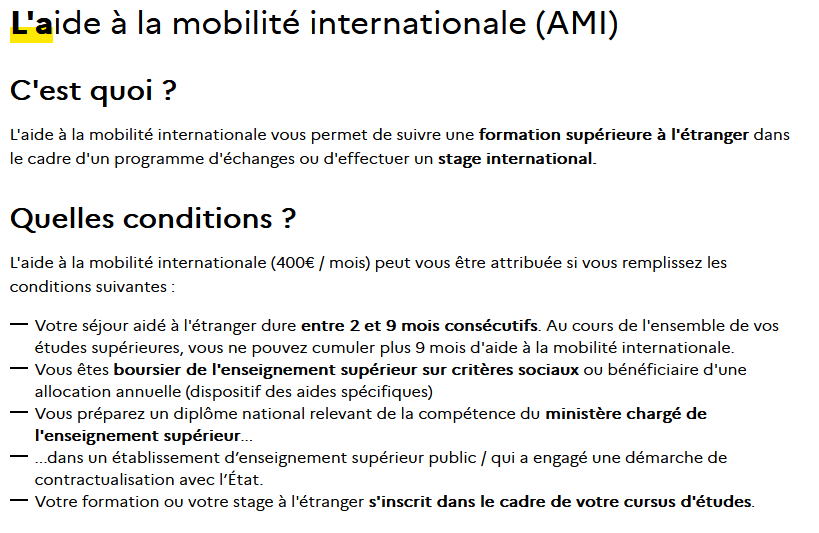 L'aide à la mobilité internationale (AMI)
C'est quoi ?
L'aide à la mobilité internationale vous permet de suivre une formation supérieure à l'étranger dans
le cadre d'un programme d'échanges ou d'effectuer un stage international.
Quelles conditions ?
L'aide à la mobilité internationale (400€ / mois) peut vous être attribuée si vous remplissez les
conditions suivantes :
— Votre séjour aidé à l'étranger dure entre 2 et 9 mois consécutifs. Au cours de l'ensemble de vos
études supérieures, vous ne pouvez cumuler plus 9 mois d'aide à la mobilité internationale.
— Vous êtes boursier de l'enseignement supérieur sur critères sociaux ou bénéficiaire d'une
allocation annuelle (dispositif des aides spécifiques)
— Vous préparez un diplôme national relevant de la compétence du ministère chargé de
l'enseignement supérieur...
— ...dans un établissement d’enseignement supérieur public / qui a engagé une démarche de
contractualisation avec l’État.
— Votre formation ou votre stage à l'étranger s'inscrit dans le cadre de votre cursus d'études.